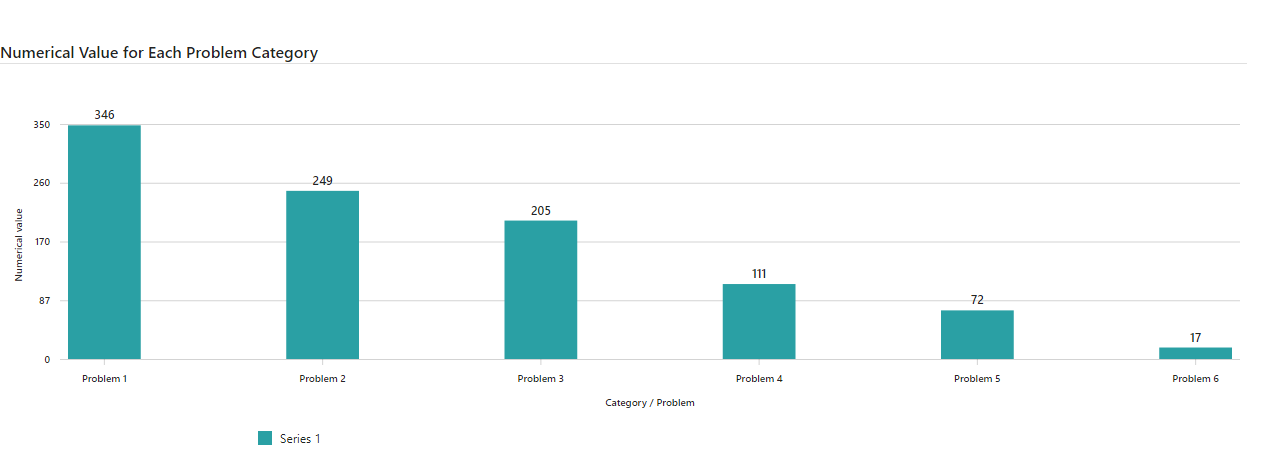 Numerical Value for Each Problem Category
346
350
249
260
205
170
Numerical value
111
87
72
17
0
Problem 1 Problem 2 Problem 3 Problem 4 Problem 5 Problem 6
Category / Problem
Series 1